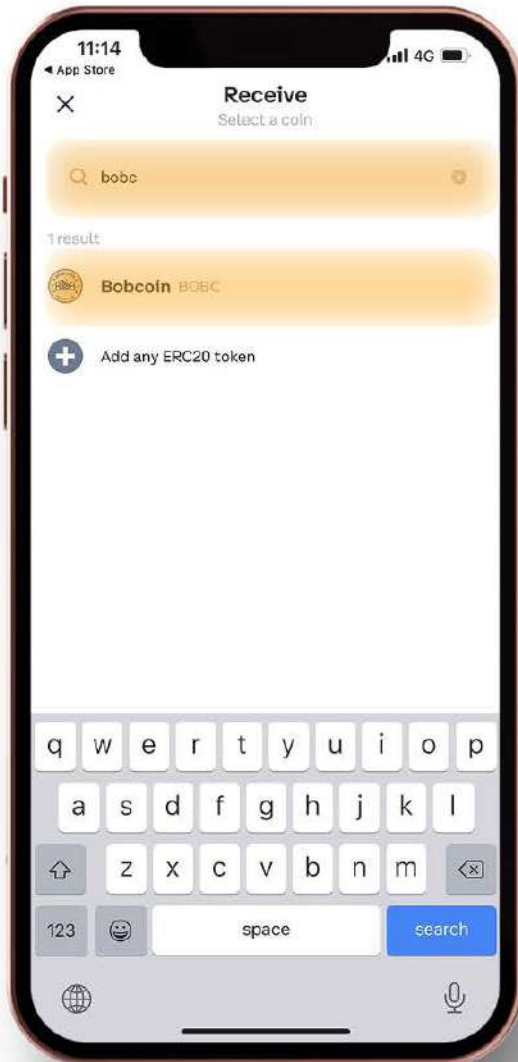 11:14
4G
App Store
Receive
Select a coin
bobc
1 result
Bobcoin BOBC
Add any ERC20 token
q w e r t y u i o p
a s d f g h j k l
z x c v b n m
123 space search